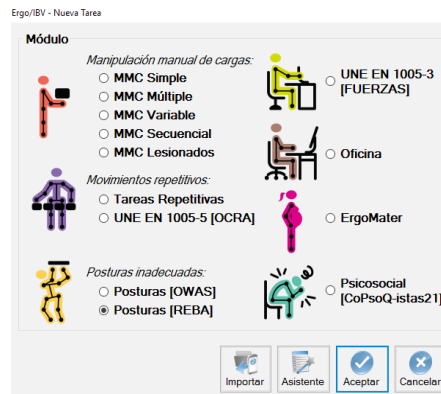 Ergo/IBV - Nueva Tarea
Módulo
Manipulación manual de cargas:
MMC Simple
MMC Múltiple
MMC Variable
MMC Secuencial
MMC Lesionados
Movimientos repetitivos:
Tareas Repetitivas
UNE EN 1005-5 [OCRA]
Posturas inadecuadas:
Posturas [OWAS]
Posturas [REBA]
UNE EN 1005-3
[FUERZAS]
Oficina
ErgoMater
Psicosocial
[CoPsoQ-istas21]
Importar
Asistente
Aceptar
Cancelar